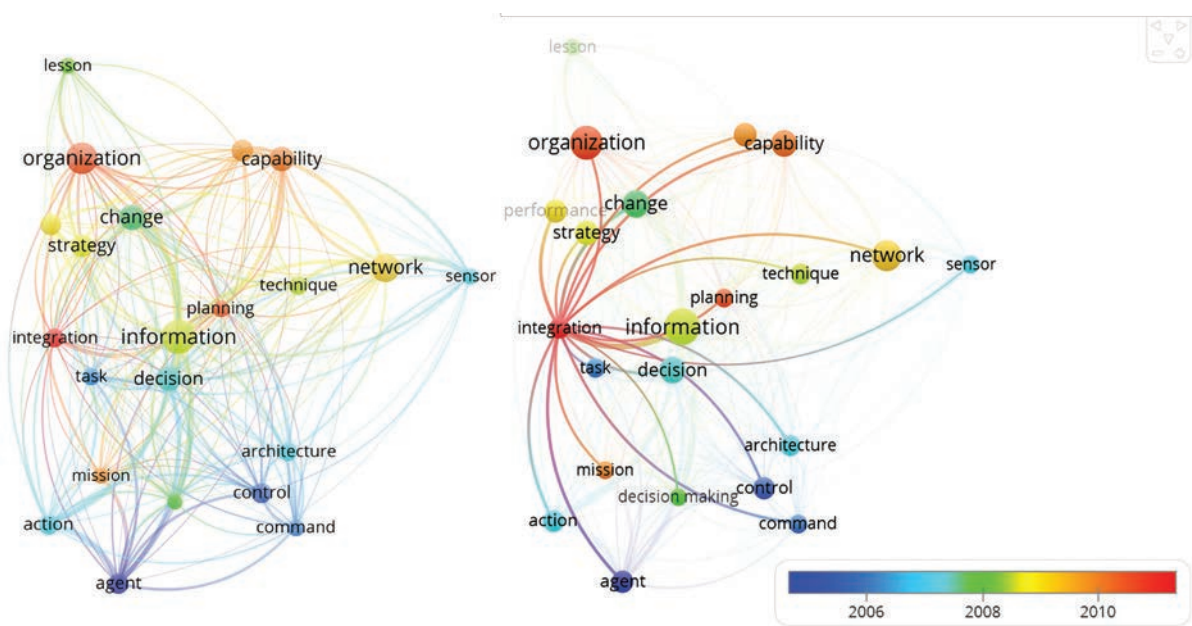 lesson
organization
capability
change
strategy
network
sensor
technique
planning
integration
information
task
decision
architecture
mission
control
action
command
agent
lesson
organization
capability
performance
change
strategy
network
sensor
technique
planning
integration
information
task
decision
architecture
mission
decision making
control
action
command
agent
2006
2008
2010